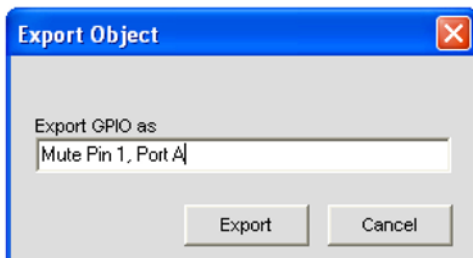 Export Object
Export GPIO as
Mute Pin 1, Port A
Export Cancel